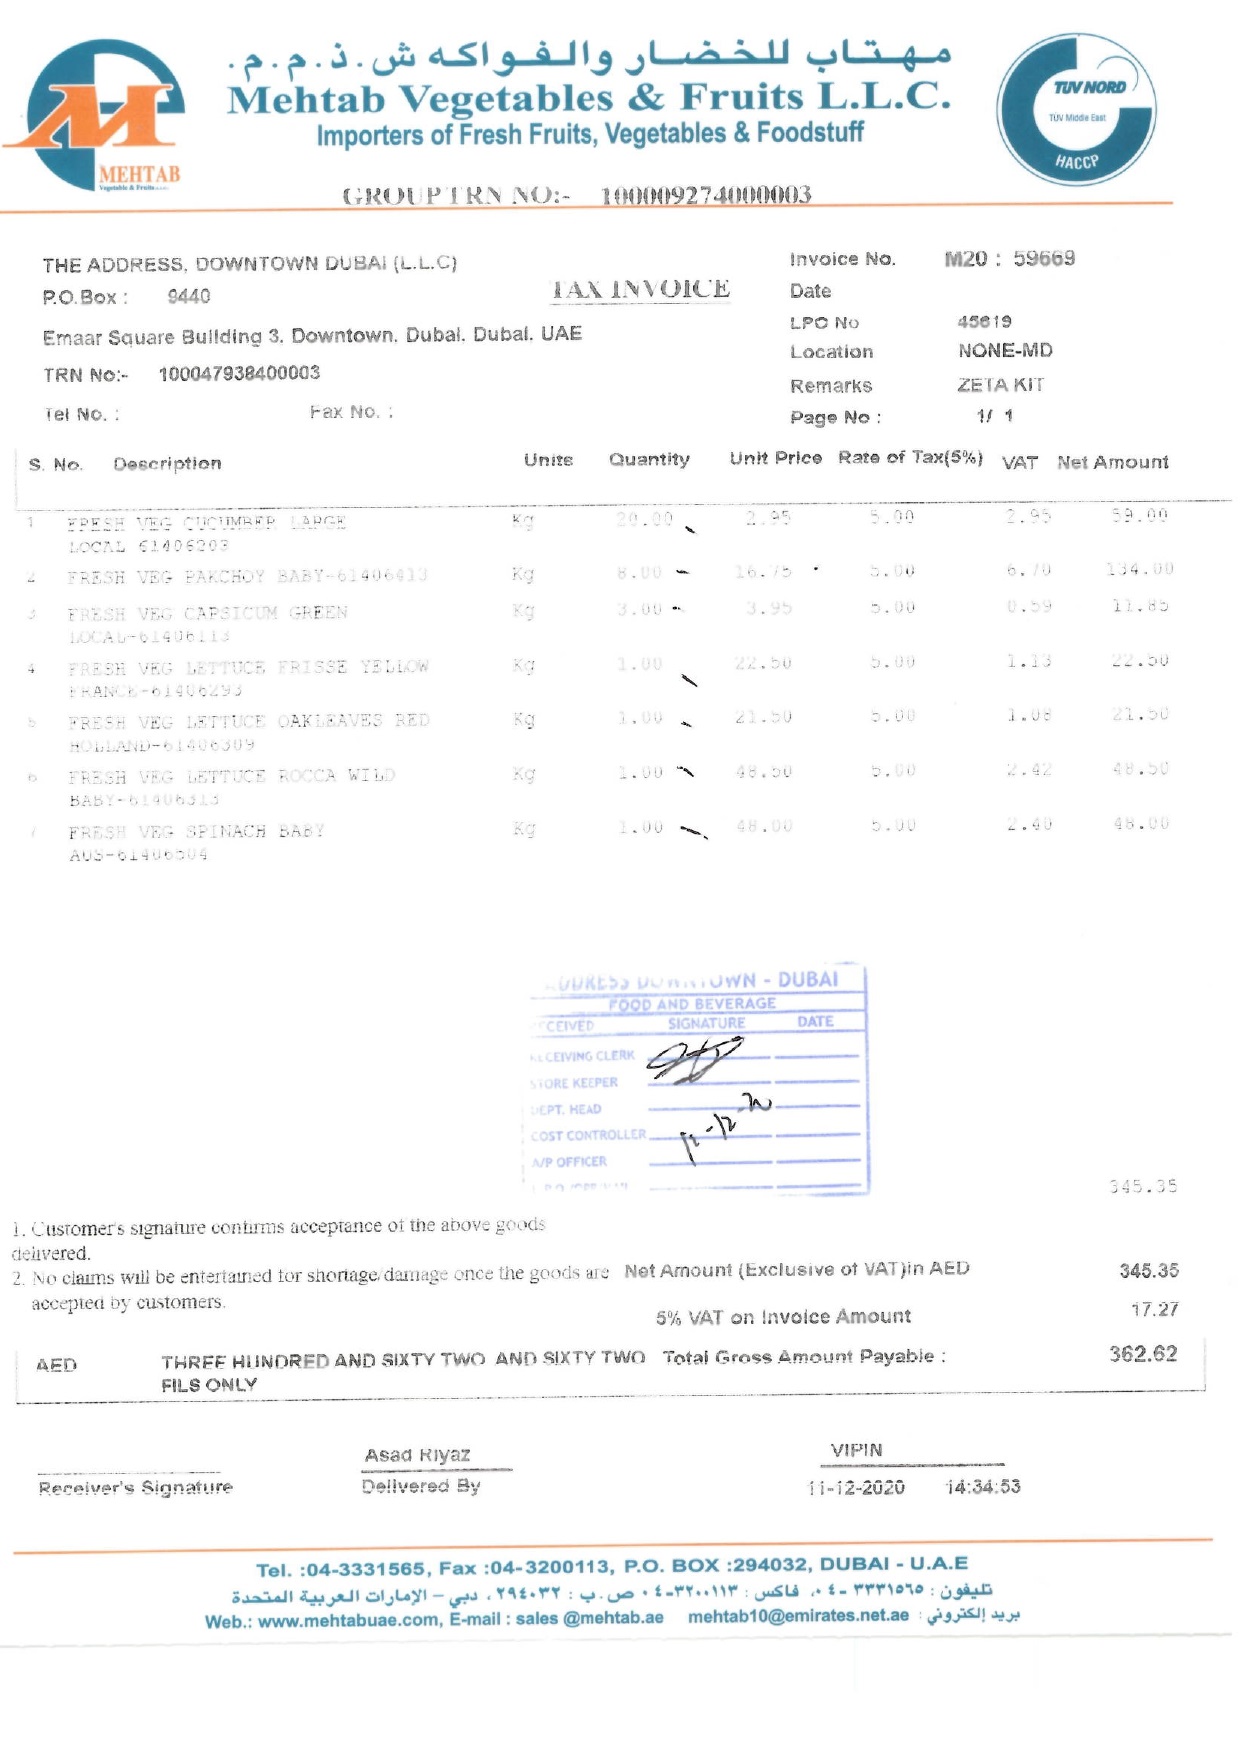 مهتاب للخضار والفواكه ش.ذ.م.م.
Mehtab Vegetables & Fruits L.L.C.
Importers of Fresh Fruits, Vegetables & Foodstuff
MEHTAB
Vegetable & Fruits L.L.C.
TUV NORD
TÜV Middle East
HACCP
GROUP TRN NO:- 100009274000003
THE ADDRESS, DOWNTOWN DUBAI (L.L.C)
P.O.Box : 9440
Emaar Square Building 3, Downtown, Dubai, Dubai, UAE
TRN No:- 100047938400003
Tel No. : Fax No. :
TAX INVOICE
Invoice No. M20 : 59669
Date
LPO No 45619
Location NONE-MD
Remarks ZETA KIT
Page No : 1/ 1
S. No. Description Units Quantity Unit Price Rate of Tax(5%) VAT Net Amount
1 FRESH VEG CUCUMBER LARGE Kg 20.00 2.95 5.00 2.95 59.00
LOCAL 61406203
2 FRESH VEG PAKCHOY BABY-61406413 Kg 8.00 16.75 5.00 6.70 134.00
3 FRESH VEG CAPSICUM GREEN Kg 3.00 3.95 5.00 0.59 11.85
LOCAL-61406113
4 FRESH VEG LETTUCE FRISSE YELLOW Kg 1.00 22.50 5.00 1.13 22.50
FRANCE-61406293
5 FRESH VEG LETTUCE OAKLEAVES RED Kg 1.00 21.50 5.00 1.08 21.50
HOLLAND-61406309
6 FRESH VEG LETTUCE ROCCA WILD Kg 1.00 48.50 5.00 2.42 48.50
BABY-61406313
7 FRESH VEG SPINACH BABY Kg 1.00 48.00 5.00 2.40 48.00
AUS-61406504
ADDRESS DOWNTOWN - DUBAI
FOOD AND BEVERAGE
RECEIVED SIGNATURE DATE
RECEIVING CLERK
STORE KEEPER
DEPT. HEAD
COST CONTROLLER
A/P OFFICER
345.35
1. Customer's signature confirms acceptance of the above goods
delivered.
2. No claims will be entertained for shortage/damage once the goods are
accepted by customers.
Net Amount (Exclusive of VAT)in AED 345.35
5% VAT on Invoice Amount 17.27
AED THREE HUNDRED AND SIXTY TWO AND SIXTY TWO Total Gross Amount Payable : 362.62
FILS ONLY
Asad Riyaz VIPIN
Receiver's Signature Delivered By 11-12-2020 14:34:53
Tel. :04-3331565, Fax :04-3200113, P.O. BOX :294032, DUBAI - U.A.E
تليفون : ٣٣٣١٥٦٥ -٠٤ ، فاكس : ٣٢٠٠١١٣-٠٤ ص.ب : ٢٩٤٠٣٢ ، دبي – الإمارات العربية المتحدة
Web.: www.mehtabuae.com, E-mail : sales @mehtab.ae mehtab10@emirates.net.ae : بريد إلكتروني